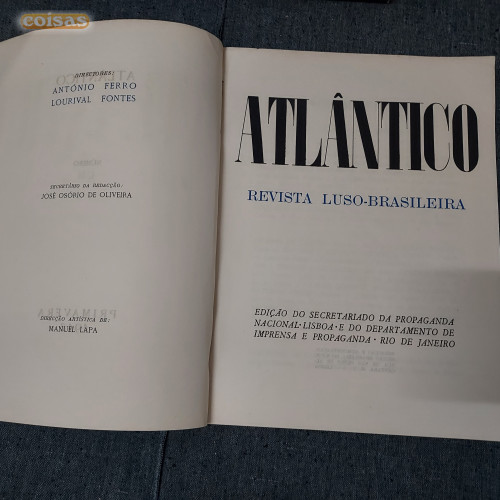 coisas
DIRECTORES:
ANTÓNIO FERRO
LOURIVAL FONTES
SECRETÁRIO DA REDACÇÃO:
JOSÉ OSÓRIO DE OLIVEIRA
DIRECÇÃO ARTÍSTICA DE:
MANUEL LAPA
ATLÂNTICO
REVISTA LUSO-BRASILEIRA
EDIÇÃO DO SECRETARIADO DA PROPAGANDA
NACIONAL · LISBOA · E DO DEPARTAMENTO DE
IMPRENSA E PROPAGANDA · RIO DE JANEIRO